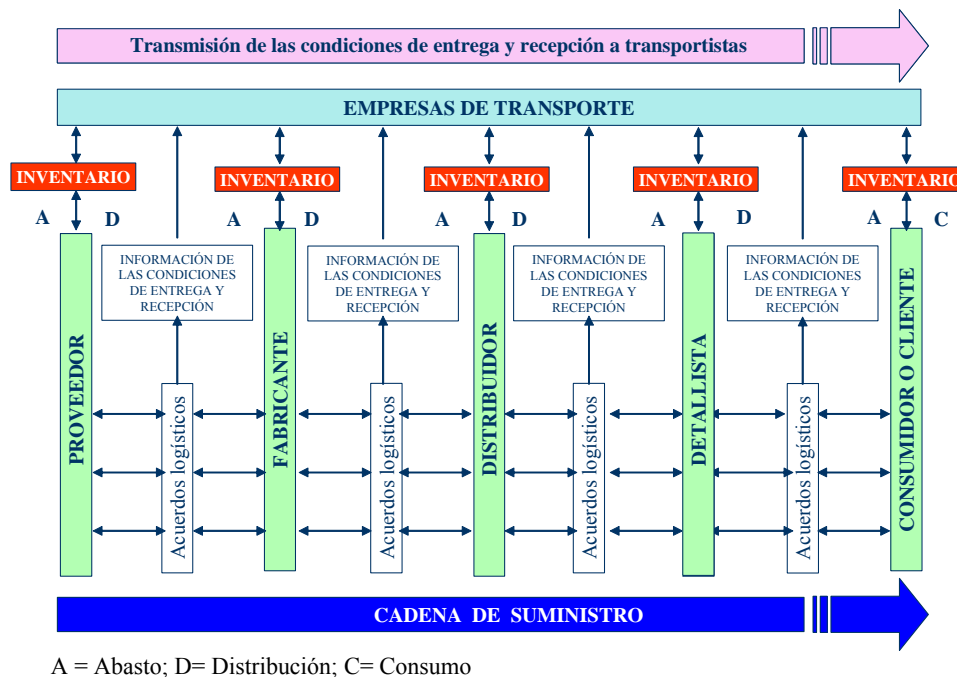 Transmisión de las condiciones de entrega y recepción a transportistas
EMPRESAS DE TRANSPORTE
INVENTARIO
INVENTARIO
INVENTARIO
INVENTARIO
INVENTARIO
A D
A D
A D
A D
A C
INFORMACIÓN DE
LAS CONDICIONES
DE ENTREGA Y
RECEPCIÓN
INFORMACIÓN DE
LAS CONDICIONES
DE ENTREGA Y
RECEPCIÓN
INFORMACIÓN DE
LAS CONDICIONES
DE ENTREGA Y
RECEPCIÓN
INFORMACIÓN DE
LAS CONDICIONES
DE ENTREGA Y
RECEPCIÓN
PROVEEDOR
Acuerdos logísticos
FABRICANTE
Acuerdos logísticos
DISTRIBUIDOR
Acuerdos logísticos
DETALLISTA
Acuerdos logísticos
CONSUMIDOR O CLIENTE
CADENA DE SUMINISTRO
A = Abasto; D= Distribución; C= Consumo